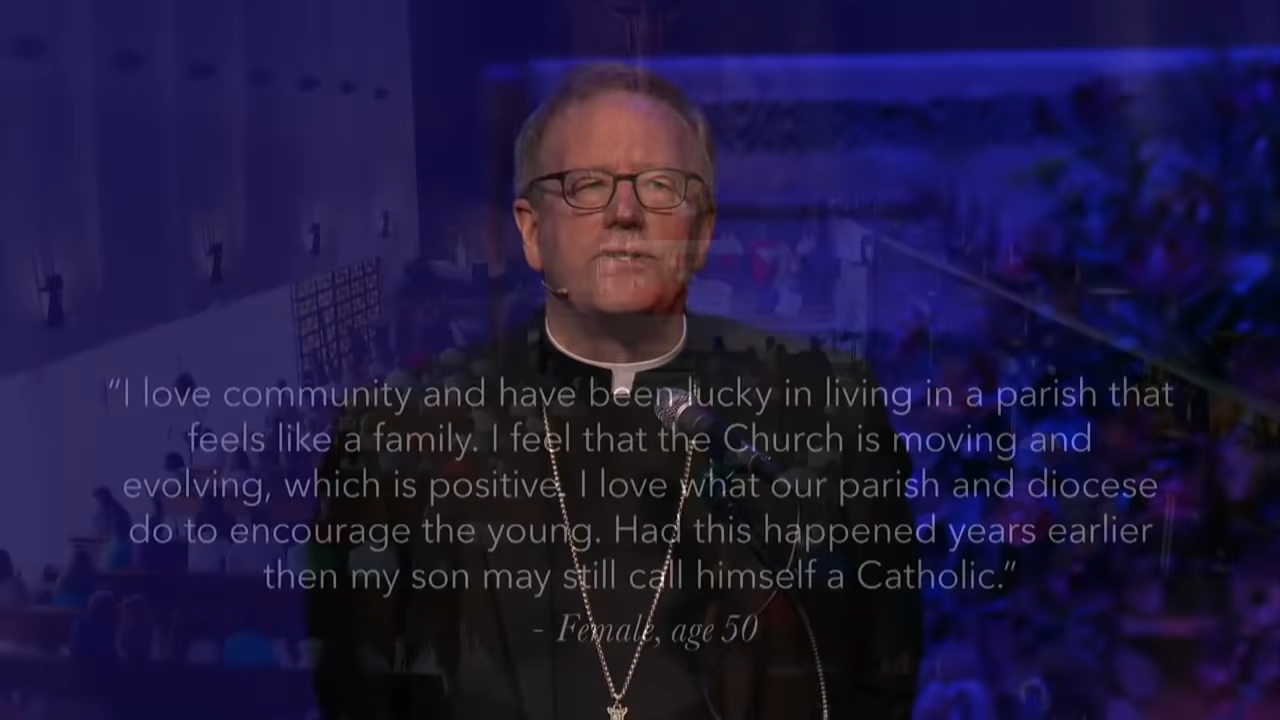 “I love community and have been lucky in living in a parish that
feels like a family. I feel that the Church is moving and
evolving, which is positive. I love what our parish and diocese
do to encourage the young. Had this happened years earlier
then my son may still call himself a Catholic.”
- Female, age 50